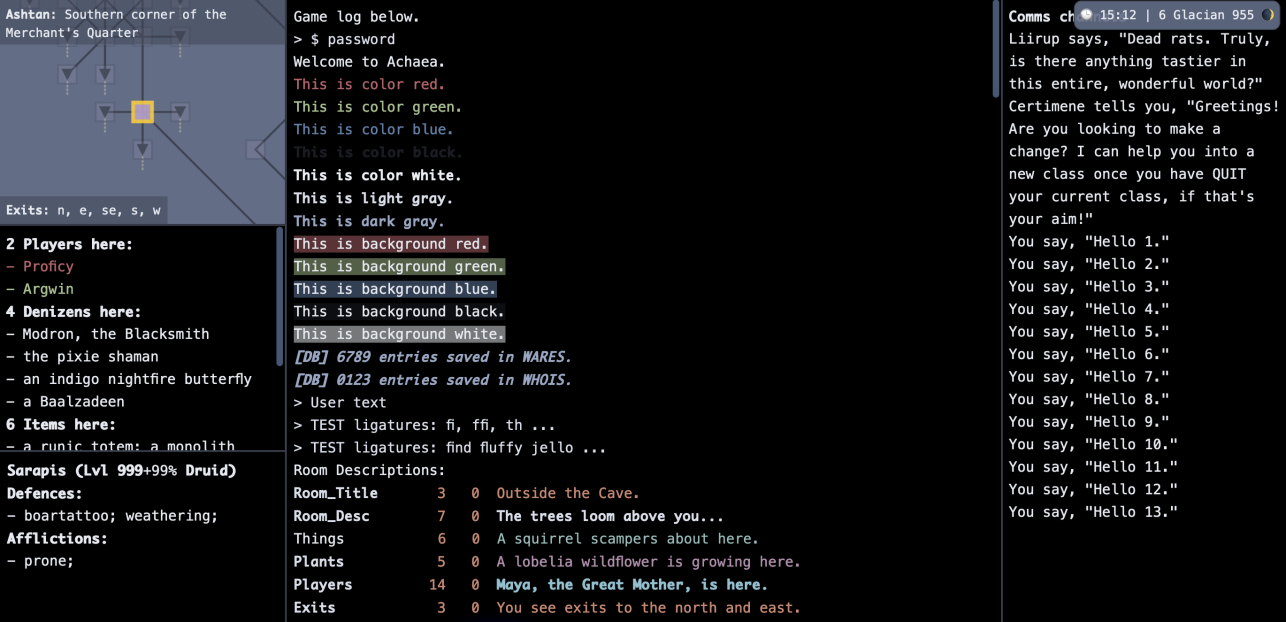 Ashtan: Southern corner of the
Merchant's Quarter
Exits: n, e, se, s, w
2 Players here:
— Proficy
— Argwin
4 Denizens here:
— Modron, the Blacksmith
— the pixie shaman
— an indigo nightfire butterfly
— a Baalzadeen
6 Items here:
— a runic totem; a monolith
Sarapis (Lvl 999+99% Druid)
Defences:
— boartattoo; weathering;
Afflictions:
— prone;
Game log below.
> $ password
Welcome to Achaea.
This is color red.
This is color green.
This is color blue.
This is color black.
This is color white.
This is light gray.
This is dark gray.
This is background red.
This is background green.
This is background blue.
This is background black.
This is background white.
[DB] 6789 entries saved in WARES.
[DB] 0123 entries saved in WHOIS.
> User text
> TEST ligatures: fi, ffi, th ...
> TEST ligatures: find fluffy jello ...
Room Descriptions:
Room_Title 3 0 Outside the Cave.
Room_Desc 7 0 The trees loom above you...
Things 6 0 A squirrel scampers about here.
Plants 5 0 A lobelia wildflower is growing here.
Players 14 0 Maya, the Great Mother, is here.
Exits 3 0 You see exits to the north and east.
15:12 | 6 Glacian 955
Comms
Liirup says, "Dead rats. Truly,
is there anything tastier in
this entire, wonderful world?"
Certimene tells you, "Greetings!
Are you looking to make a
change? I can help you into a
new class once you have QUIT
your current class, if that's
your aim!"
You say, "Hello 1."
You say, "Hello 2."
You say, "Hello 3."
You say, "Hello 4."
You say, "Hello 5."
You say, "Hello 6."
You say, "Hello 7."
You say, "Hello 8."
You say, "Hello 9."
You say, "Hello 10."
You say, "Hello 11."
You say, "Hello 12."
You say, "Hello 13."